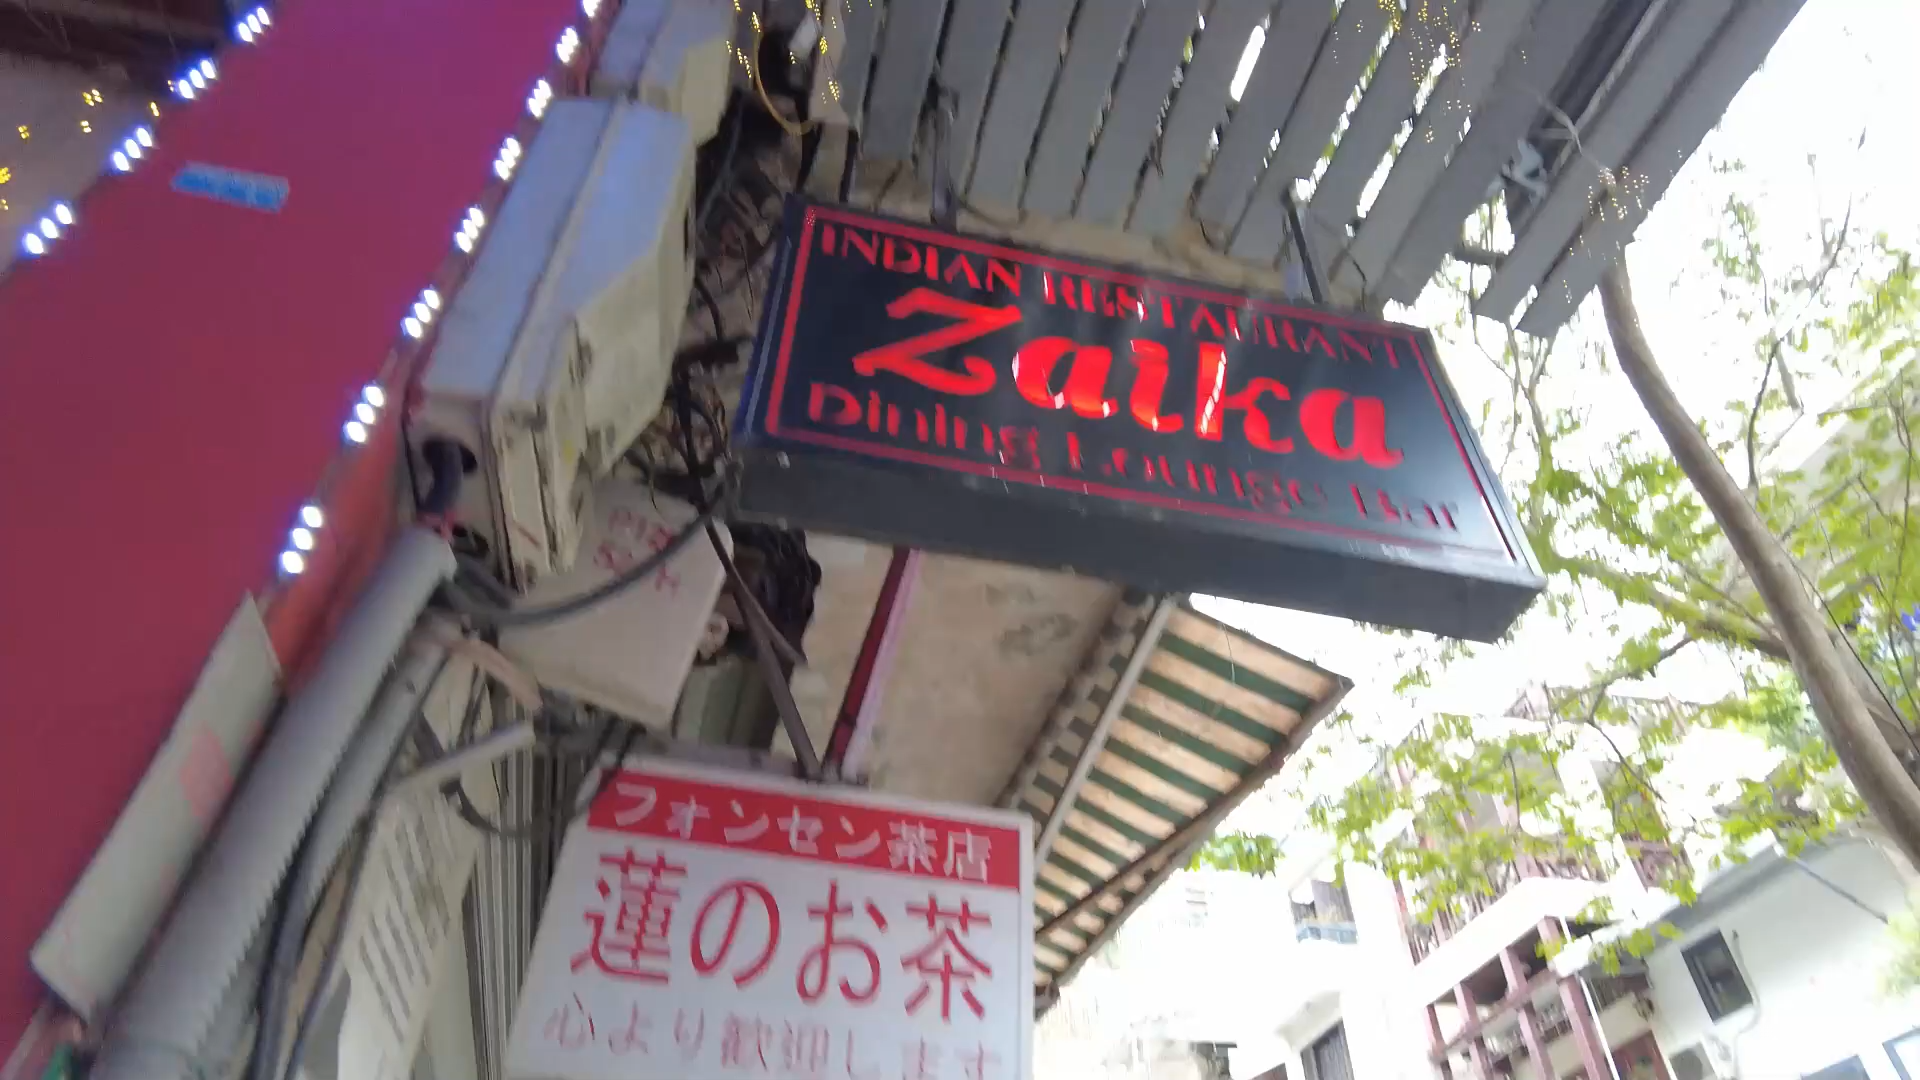 INDIAN RESTAURANT
Zaika
Dining Lounge Bar
フォンセン茶店
蓮のお茶
心より歓迎します